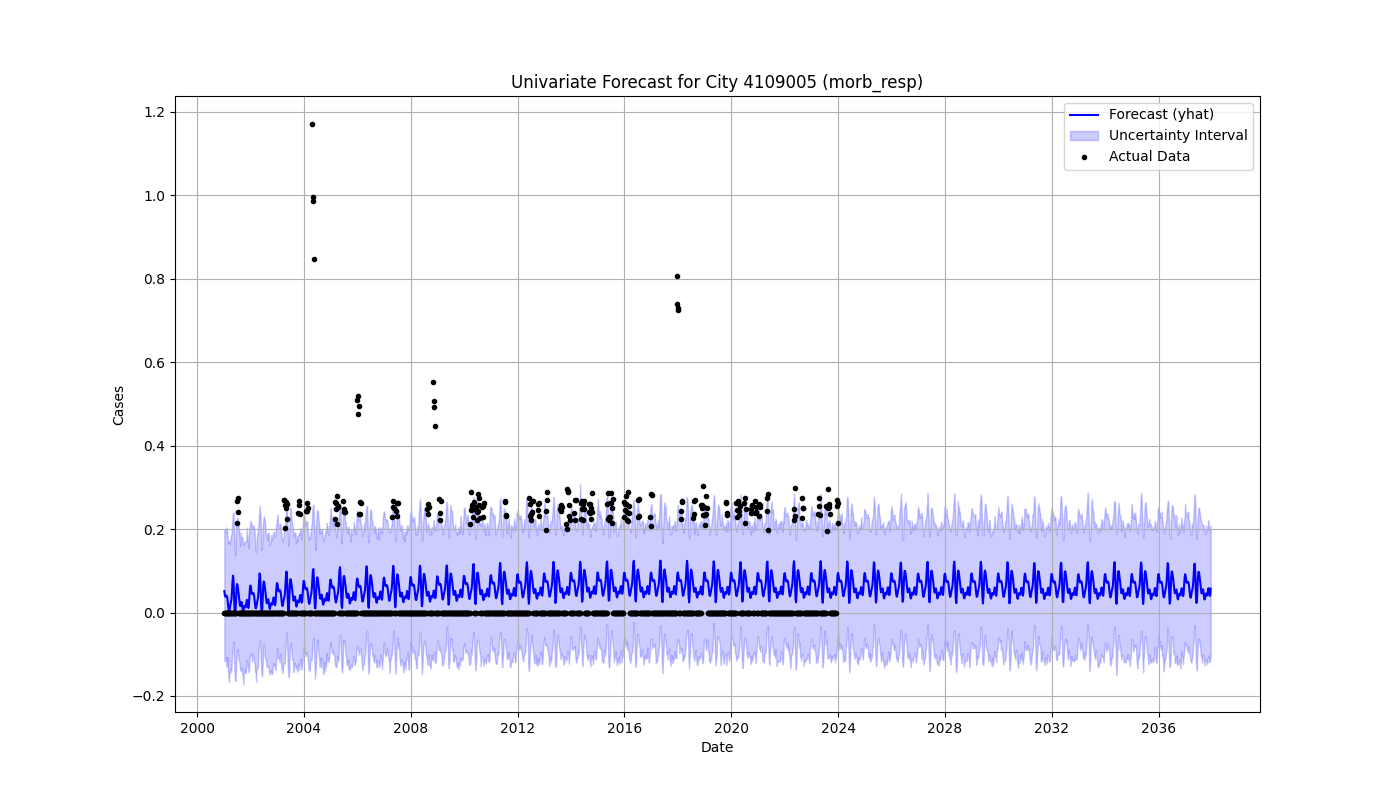 Univariate Forecast for City 4109005 (morb_resp)
Forecast (yhat)
Uncertainty Interval
Actual Data
1.2
1.0
0.8
0.6
0.4
0.2
0.0
−0.2
Cases
2000 2004 2008 2012 2016 2020 2024 2028 2032 2036
Date